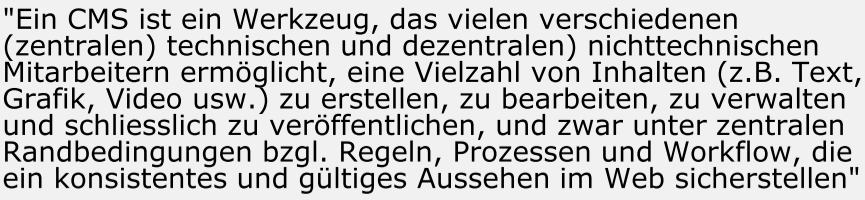 "Ein CMS ist ein Werkzeug, das vielen verschiedenen
(zentralen) technischen und dezentralen) nichttechnischen
Mitarbeitern ermöglicht, eine Vielzahl von Inhalten (z.B. Text,
Grafik, Video usw.) zu erstellen, zu bearbeiten, zu verwalten
und schliesslich zu veröffentlichen, und zwar unter zentralen
Randbedingungen bzgl. Regeln, Prozessen und Workflow, die
ein konsistentes und gültiges Aussehen im Web sicherstellen"